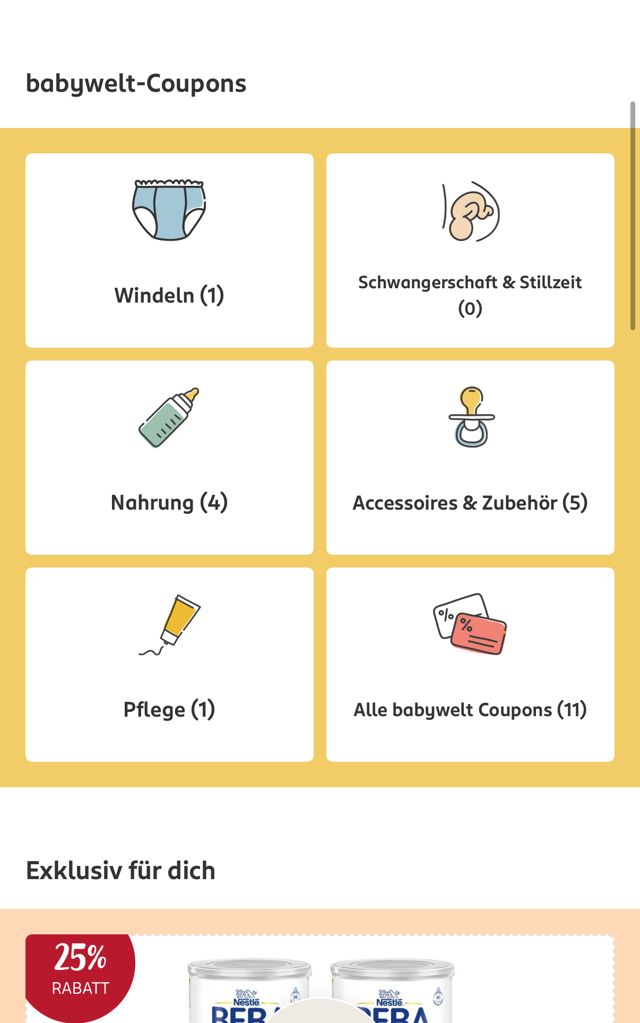 babywelt-Coupons
Windeln (1)
Schwangerschaft & Stillzeit
(0)
Nahrung (4)
Accessoires & Zubehör (5)
%
%
Pflege (1)
Alle babywelt Coupons (11)
Exklusiv für dich
25%
RABATT
Nestlé
Nestlé